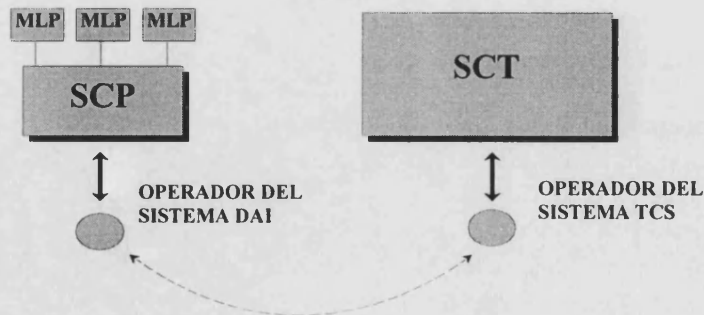 MLP MLP MLP
SCP
SCT
OPERADOR DEL
SISTEMA DAI
OPERADOR DEL
SISTEMA TCS